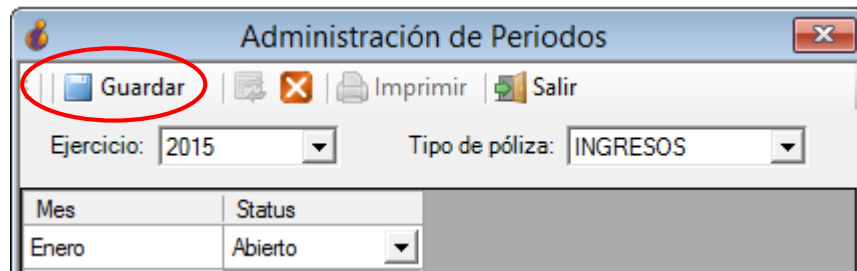 Administración de Periodos
Guardar Imprimir Salir
Ejercicio: 2015 Tipo de póliza: INGRESOS
Mes Status
Enero Abierto